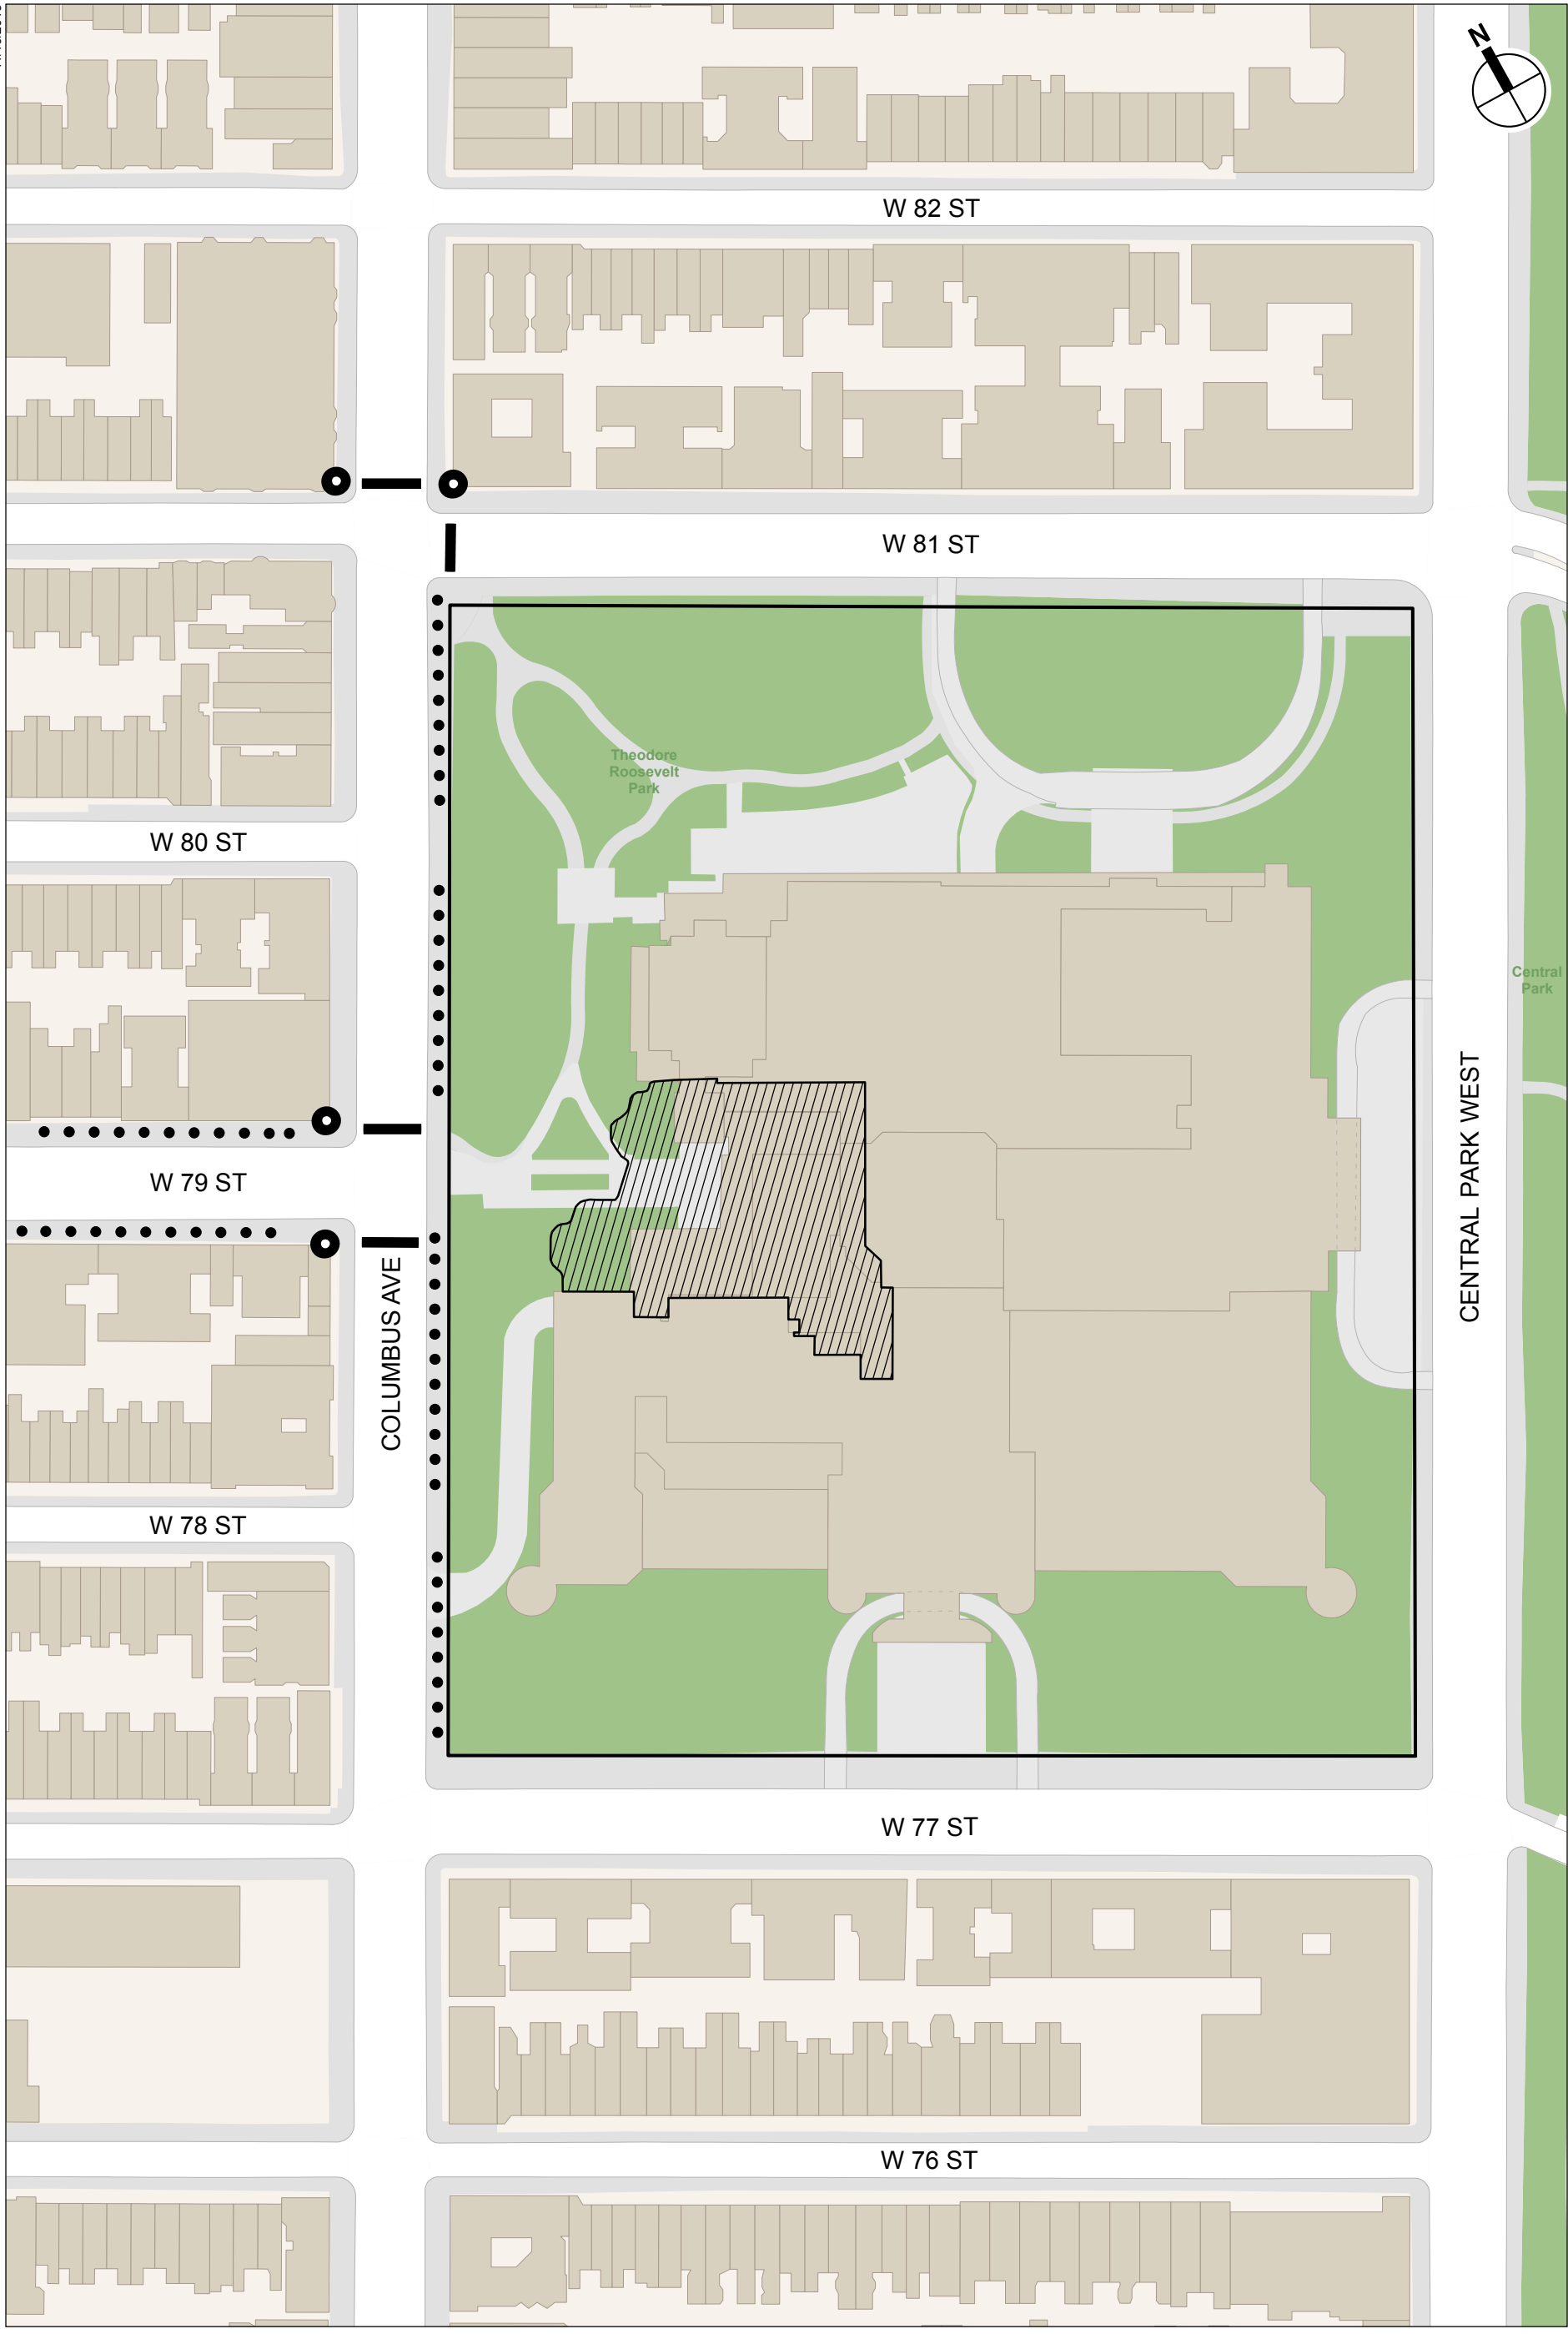 N
W 82 ST
W 81 ST
Theodore
Roosevelt
Park
W 80 ST
Central
Park
W 79 ST
COLUMBUS AVE
CENTRAL PARK WEST
W 78 ST
W 77 ST
W 76 ST